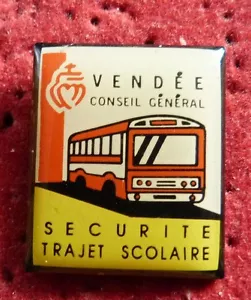 VENDÉE
CONSEIL GÉNÉRAL
SECURITE
TRAJET SCOLAIRE